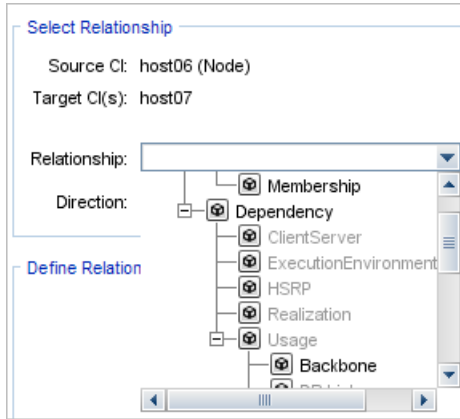 Select Relationship
Source CI: host06 (Node)
Target CI(s): host07
Relationship:
Membership
Direction:
Dependency
ClientServer
ExecutionEnvironment
Define Relation
HSRP
Realization
Usage
Backbone